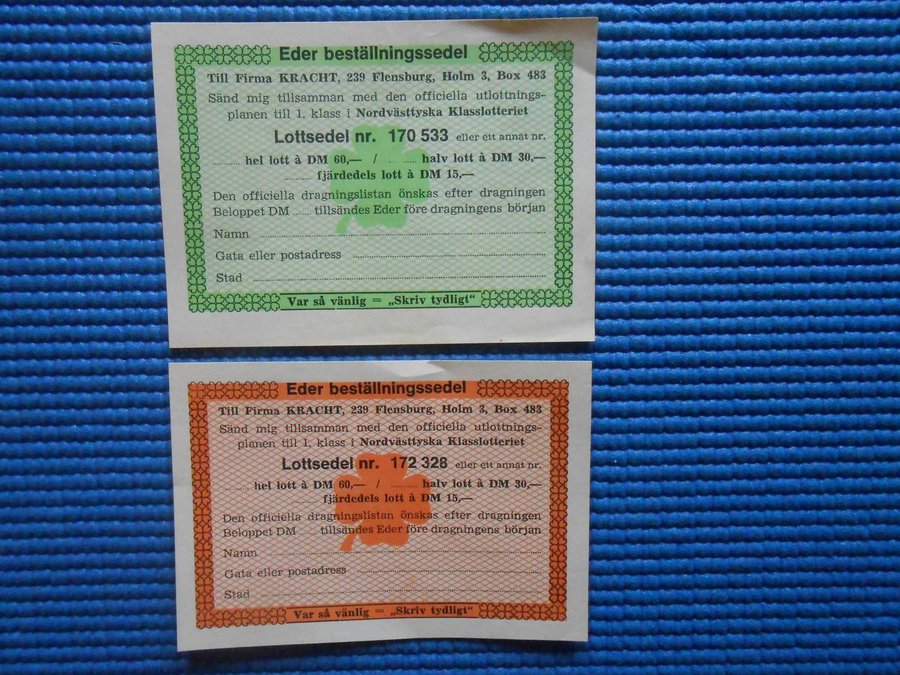 Eder beställningssedel
Till Firma KRACHT, 239 Flensburg, Holm 3, Box 483
Sänd mig tillsamman med den officiella utlottnings-
planen till 1. klass i Nordvästtyska Klasslotteriet
Lottsedel nr. 170 533 eller ett annat nr.
hel lott à DM 60,— / halv lott à DM 30,—
fjärdedels lott à DM 15,—
Den officiella dragningslistan önskas efter dragningen
Beloppet DM ........ tillsändes Eder före dragningens början
Namn
Gata eller postadress
Stad
Var så vänlig = „Skriv tydligt“
Eder beställningssedel
Till Firma KRACHT, 239 Flensburg, Holm 3, Box 483
Sänd mig tillsamman med den officiella utlottnings-
planen till 1. klass i Nordvästtyska Klasslotteriet
Lottsedel nr. 172 328 eller ett annat nr.
hel lott à DM 60,— / halv lott à DM 30,—
fjärdedels lott à DM 15,—
Den officiella dragningslistan önskas efter dragningen
Beloppet DM tillsändes Eder före dragningens början
Namn
Gata eller postadress
Stad
Var så vänlig = „Skriv tydligt“